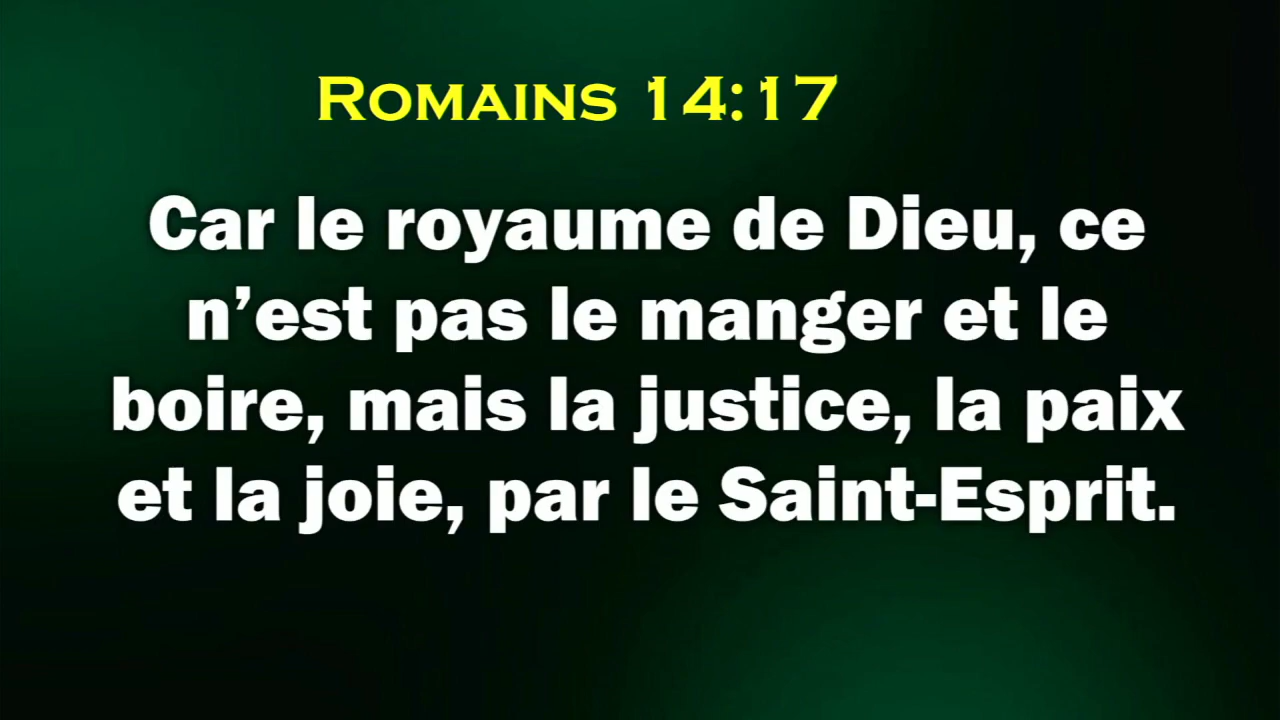 Romains 14:17
Car le royaume de Dieu, ce
n’est pas le manger et le
boire, mais la justice, la paix
et la joie, par le Saint-Esprit.